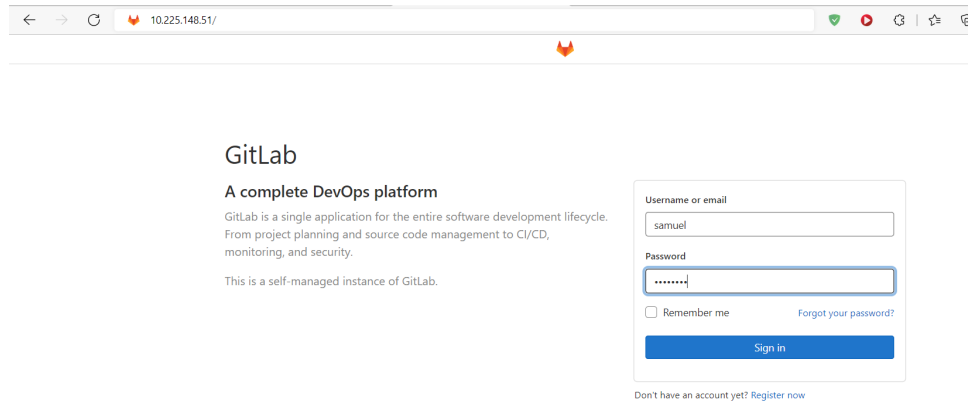 10.225.148.51/
GitLab
A complete DevOps platform
GitLab is a single application for the entire software development lifecycle.
From project planning and source code management to CI/CD,
monitoring, and security.
This is a self-managed instance of GitLab.
Username or email
samuel
Password
••••••••
Remember me
Forgot your password?
Sign in
Don't have an account yet? Register now